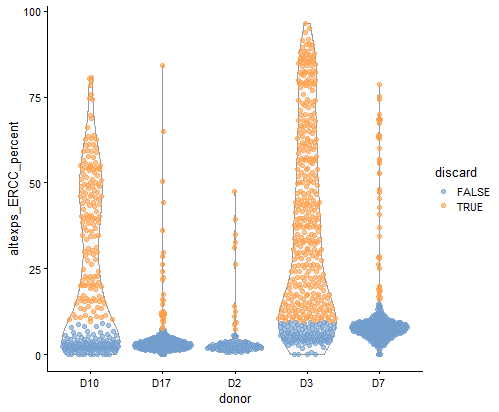 100
75
50
25
0
altexps_ERCC_percent
D10 D17 D2 D3 D7
donor
discard
FALSE
TRUE